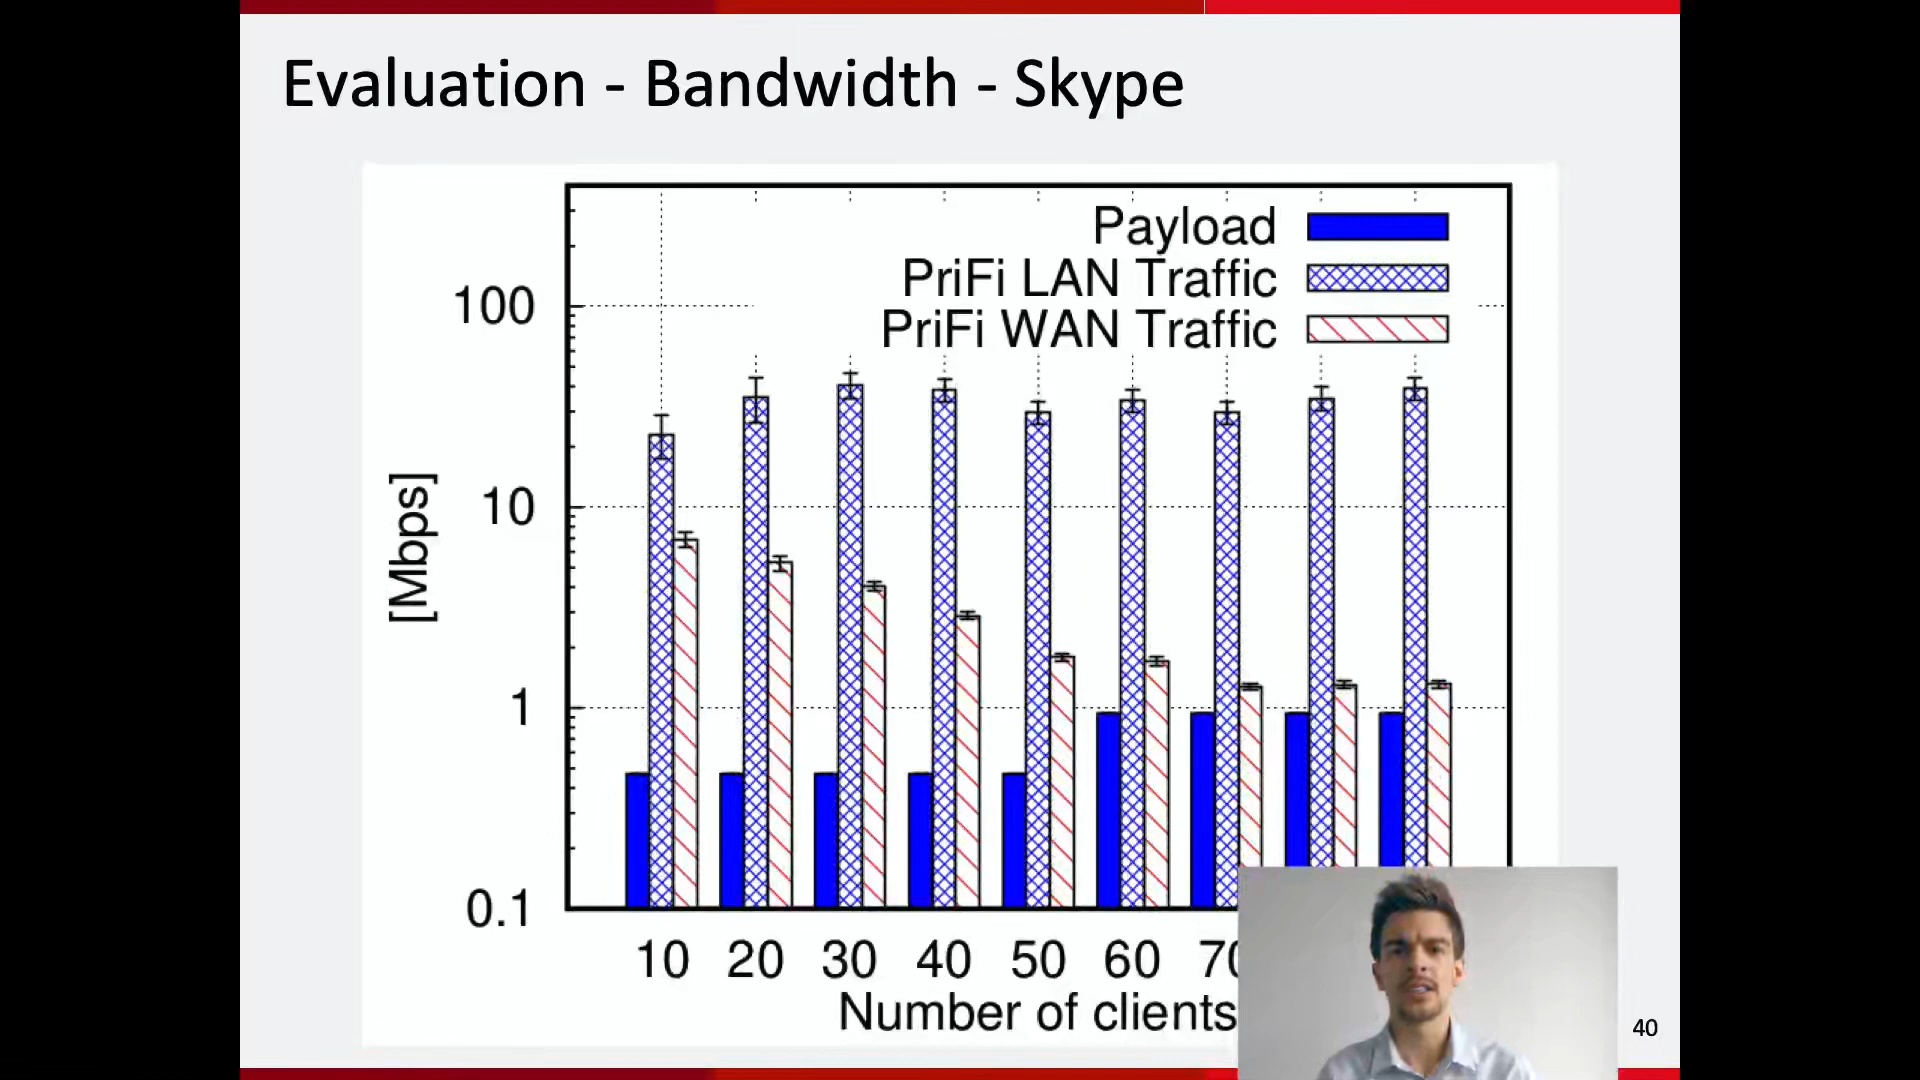 Evaluation - Bandwidth - Skype
Payload
PriFi LAN Traffic
PriFi WAN Traffic
100
10
1
0.1
[Mbps]
10 20 30 40 50 60
Number of clients
40